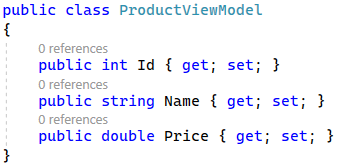 public class ProductViewModel
{
0 references
public int Id { get; set; }
0 references
public string Name { get; set; }
0 references
public double Price { get; set; }
}